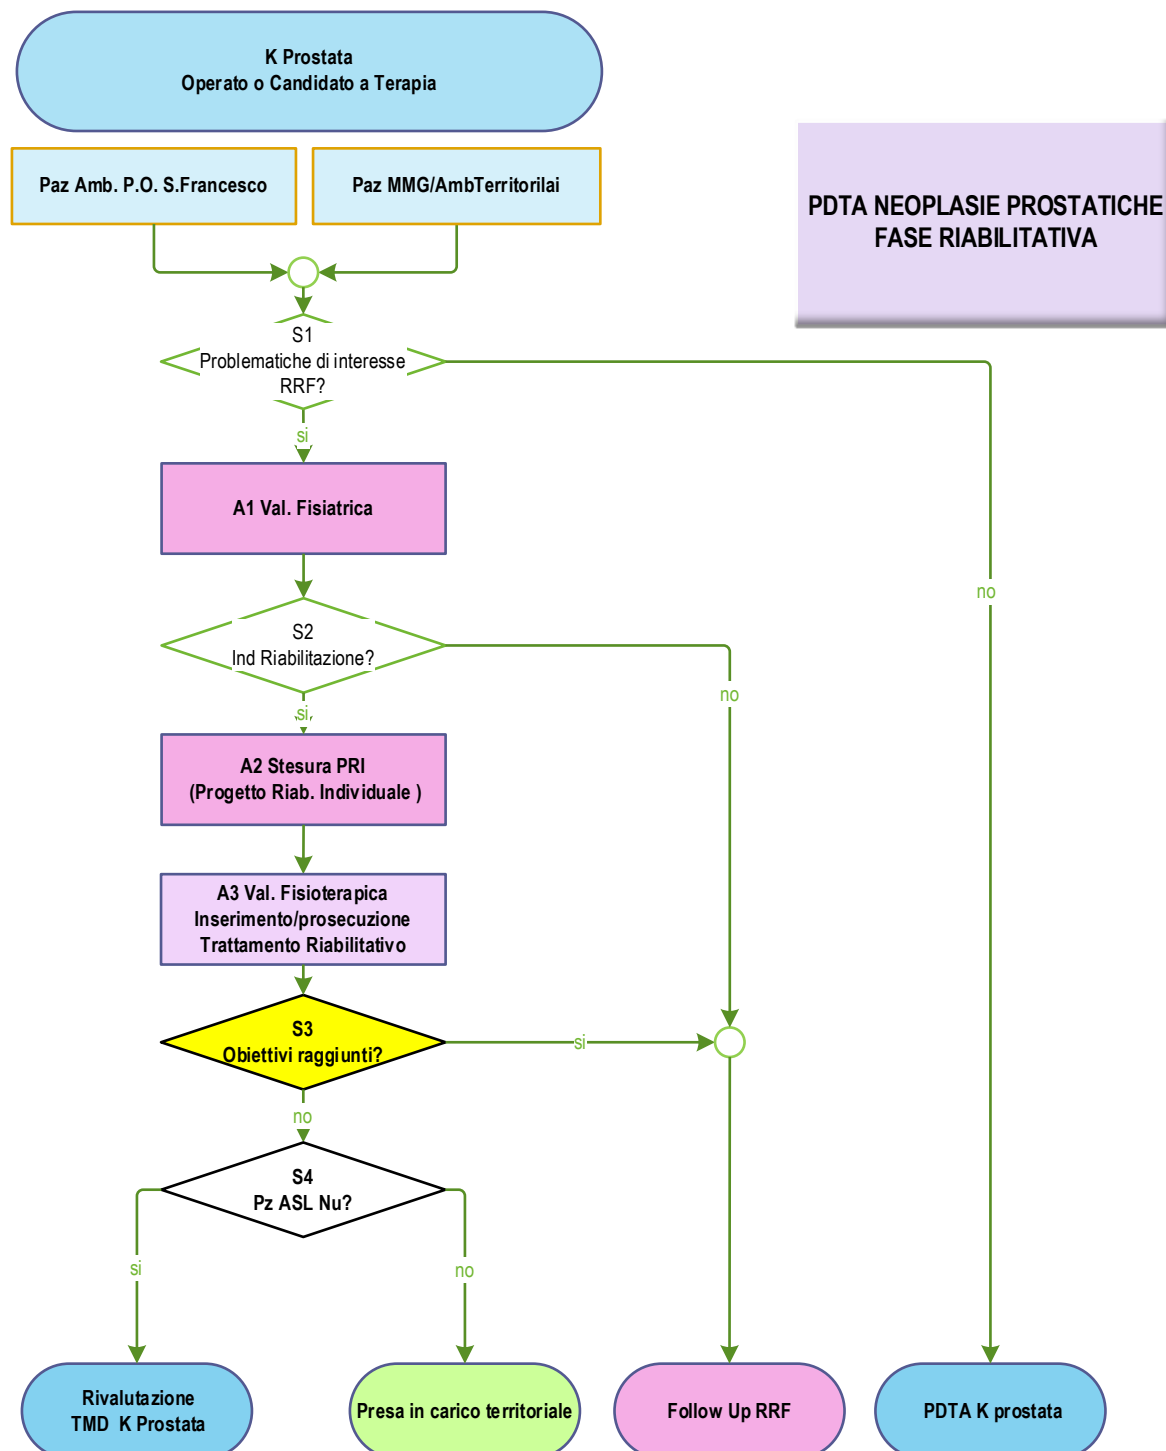 K Prostata
Operato o Candidato a Terapia
Paz Amb. P.O. S.Francesco
Paz MMG/AmbTerritorilai
PDTA NEOPLASIE PROSTATICHE
FASE RIABILITATIVA
S1
Problematiche di interesse
RRF?
si
A1 Val. Fisiatrica
no
S2
Ind Riabilitazione?
si
no
A2 Stesura PRI
(Progetto Riab. Individuale )
A3 Val. Fisioterapica
Inserimento/prosecuzione
Trattamento Riabilitativo
S3
Obiettivi raggiunti?
si
no
S4
Pz ASL Nu?
si
no
Rivalutazione
TMD K Prostata
Presa in carico territoriale
Follow Up RRF
PDTA K prostata